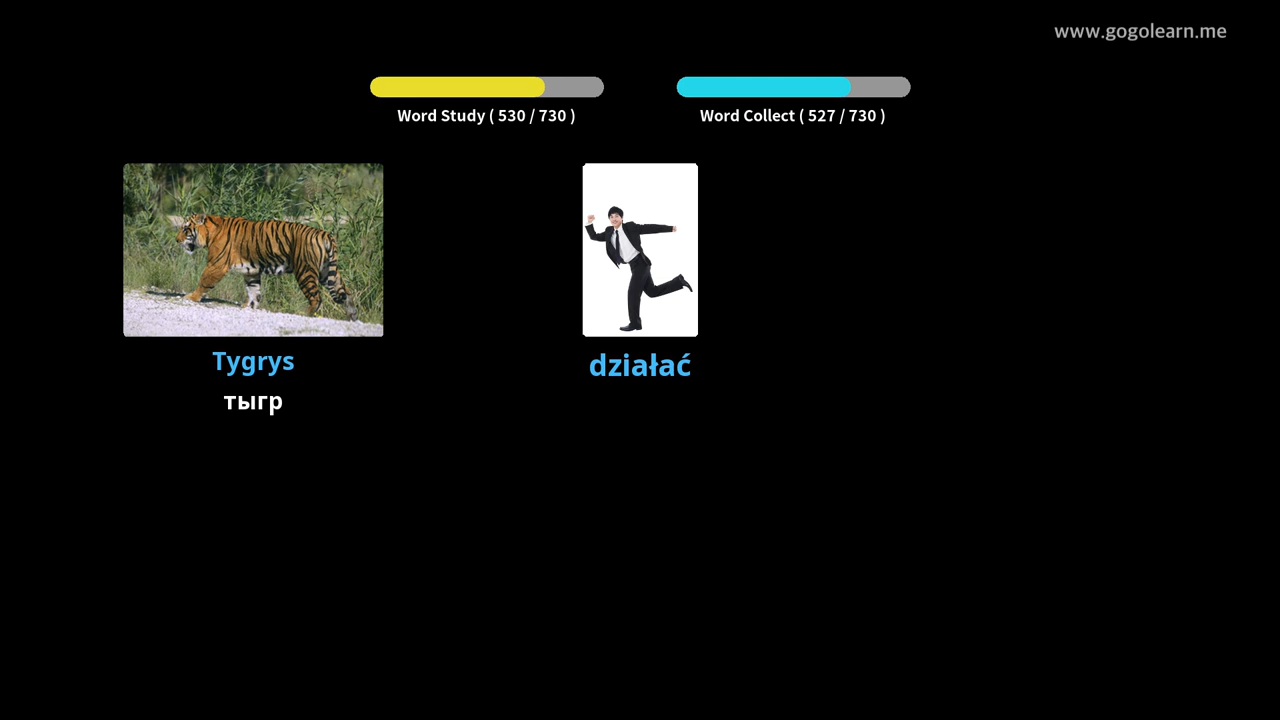 www.gogolearn.me
Word Study ( 530 / 730 )
Word Collect ( 527 / 730 )
Tygrys
тыгр
działać